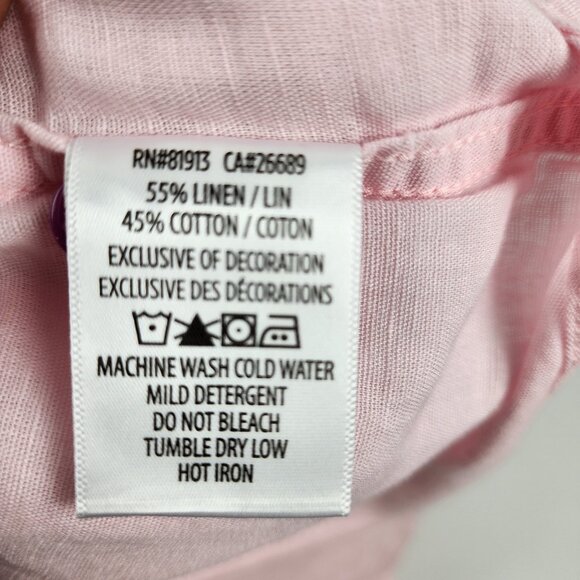 RN#81913 CA#26689
55% LINEN / LIN
45% COTTON / COTON
EXCLUSIVE OF DECORATION
EXCLUSIVE DES DÉCORATIONS
MACHINE WASH COLD WATER
MILD DETERGENT
DO NOT BLEACH
TUMBLE DRY LOW
HOT IRON